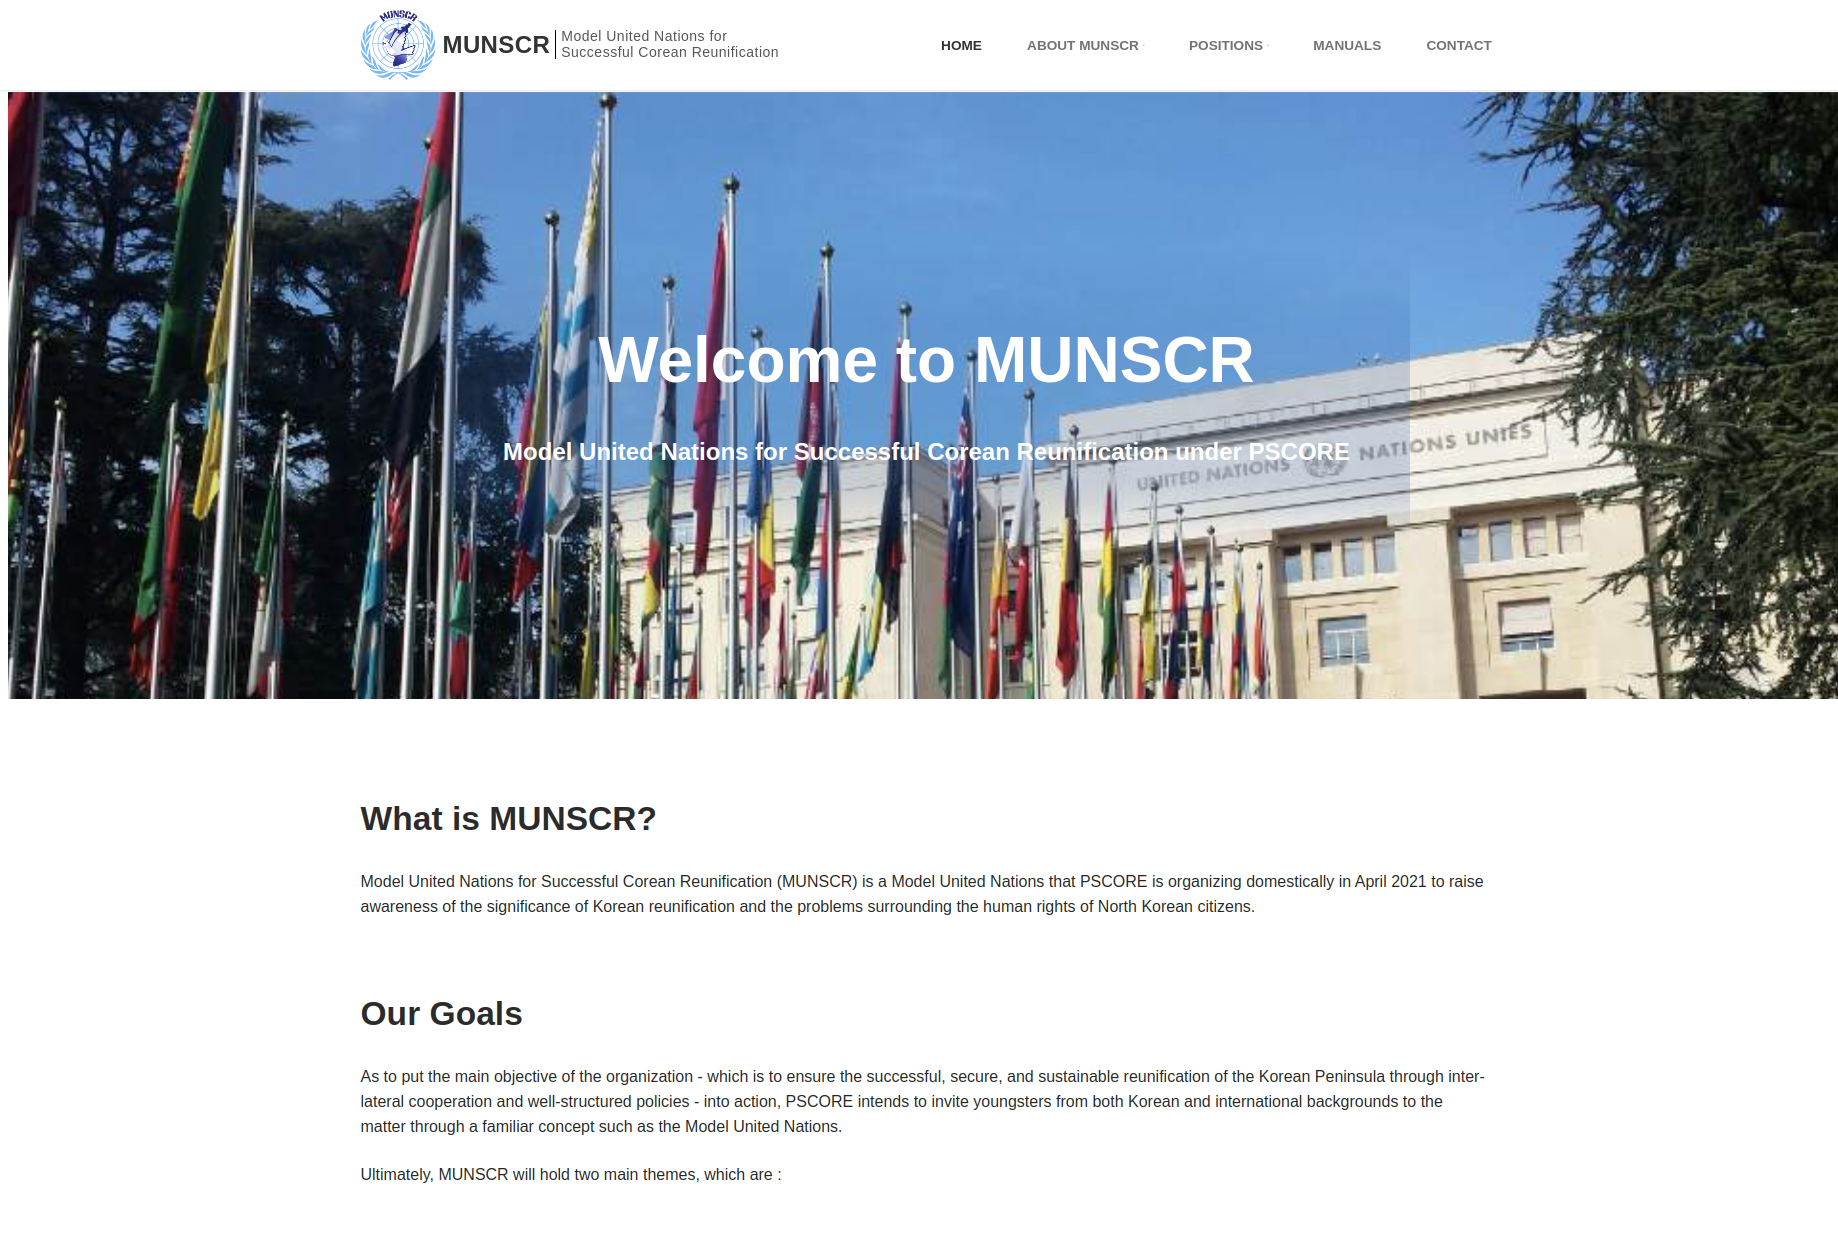 MUNSCR
MUNSCR
Model United Nations for
Successful Corean Reunification
HOME
ABOUT MUNSCR
POSITIONS
MANUALS
CONTACT
Welcome to MUNSCR
Model United Nations for Successful Corean Reunification under PSCORE
UNITED NATIONS
NATIONS UNIES
What is MUNSCR?
Model United Nations for Successful Corean Reunification (MUNSCR) is a Model United Nations that PSCORE is organizing domestically in April 2021 to raise
awareness of the significance of Korean reunification and the problems surrounding the human rights of North Korean citizens.
Our Goals
As to put the main objective of the organization - which is to ensure the successful, secure, and sustainable reunification of the Korean Peninsula through inter-
lateral cooperation and well-structured policies - into action, PSCORE intends to invite youngsters from both Korean and international backgrounds to the
matter through a familiar concept such as the Model United Nations.
Ultimately, MUNSCR will hold two main themes, which are :